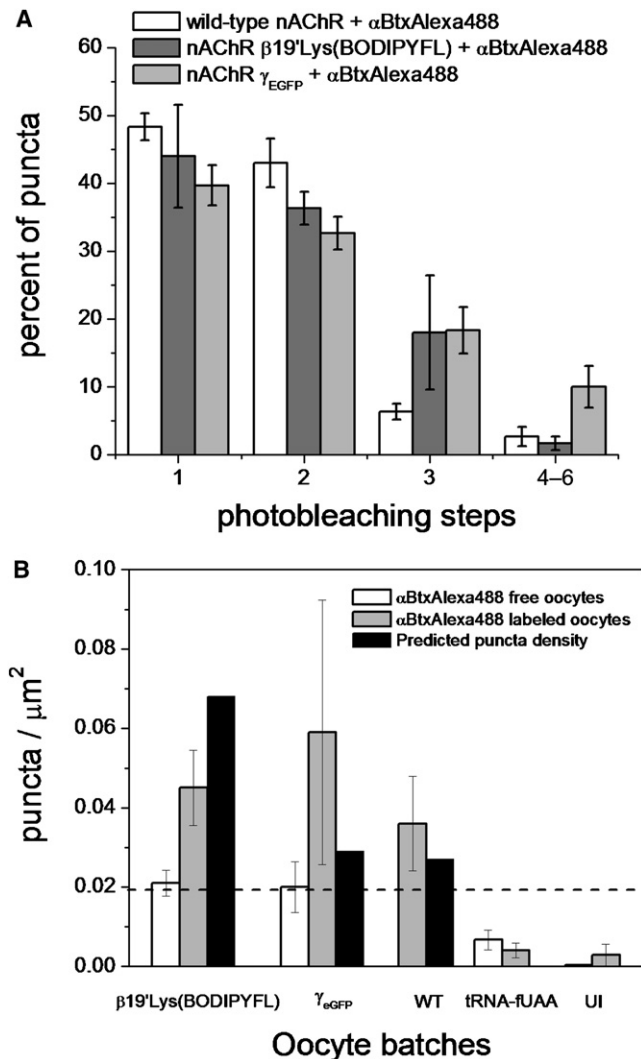 A
wild-type nAChR + αBtxAlexa488
nAChR β19'Lys(BODIPYFL) + αBtxAlexa488
nAChR γEGFP + αBtxAlexa488
60
50
40
30
20
10
0
percent of puncta
1 2 3 4–6
photobleaching steps
B
αBtxAlexa488 free oocytes
αBtxAlexa488 labeled oocytes
Predicted puncta density
0.10
0.08
0.06
0.04
0.02
0.00
puncta / μm²
β19'Lys(BODIPYFL) γeGFP WT tRNA-fUAA UI
Oocyte batches